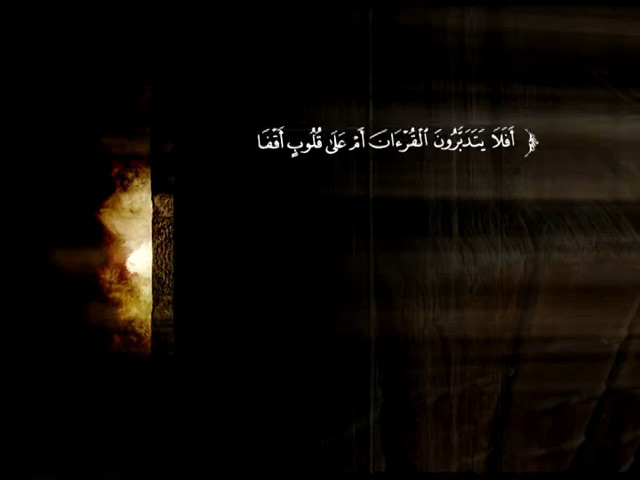 ﴿ أَفَلَا يَتَدَبَّرُونَ ٱلْقُرْءَانَ أَمْ عَلَىٰ قُلُوبٍ أَقْفَا